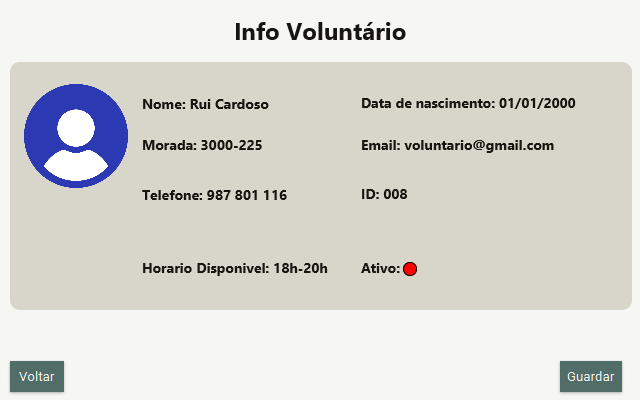 Info Voluntário
Nome: Rui Cardoso
Data de nascimento: 01/01/2000
Morada: 3000-225
Email: voluntario@gmail.com
Telefone: 987 801 116
ID: 008
Horario Disponivel: 18h-20h
Ativo:
Voltar
Guardar